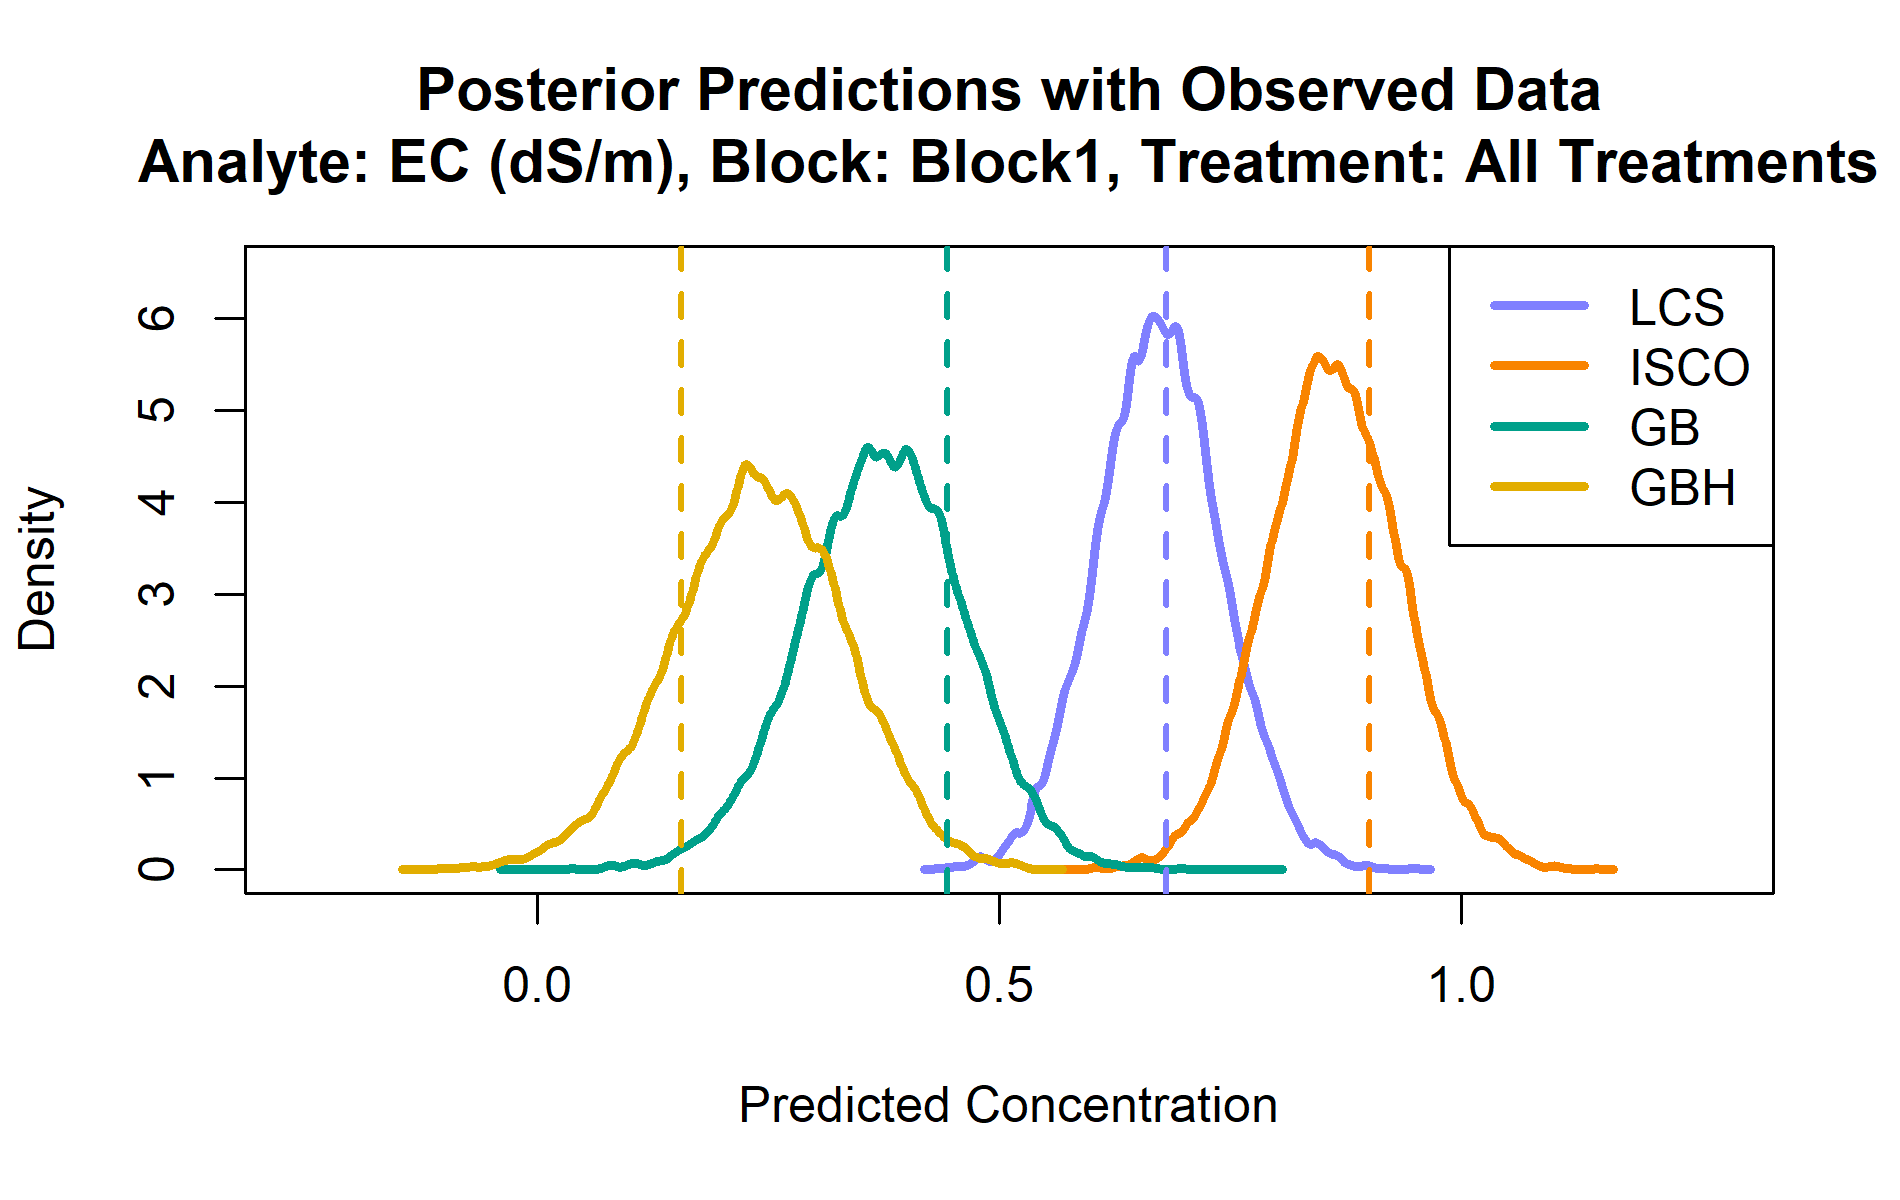 Posterior Predictions with Observed Data
Analyte: EC (dS/m), Block: Block1, Treatment: All Treatments
LCS
ISCO
GB
GBH
6
5
4
3
2
1
0
Density
0.0 0.5 1.0
Predicted Concentration